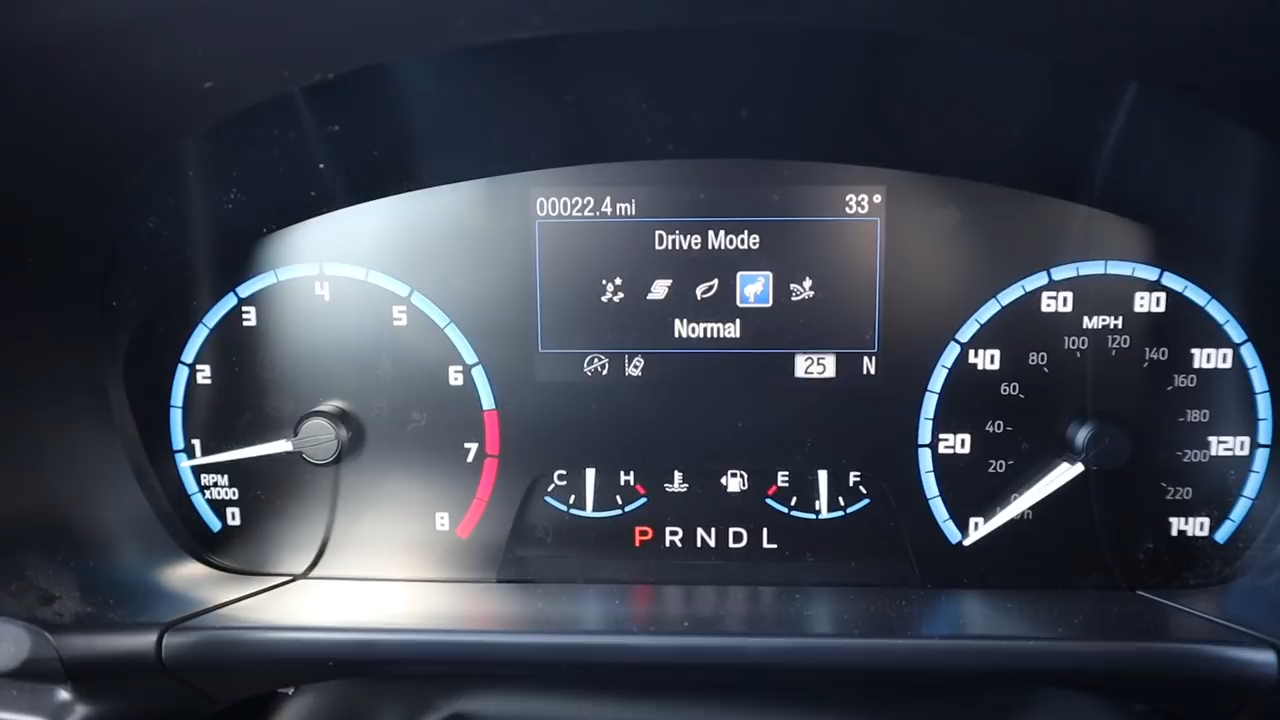 00022.4 mi 33°
Drive Mode
Normal
25 N
0 1 2 3 4 5 6 7 8
RPM
x1000
C H
E F
P R N D L
0 20 40 60 80 100 120 140
MPH
20 40 60 80 100 120 140 160 180 200 220